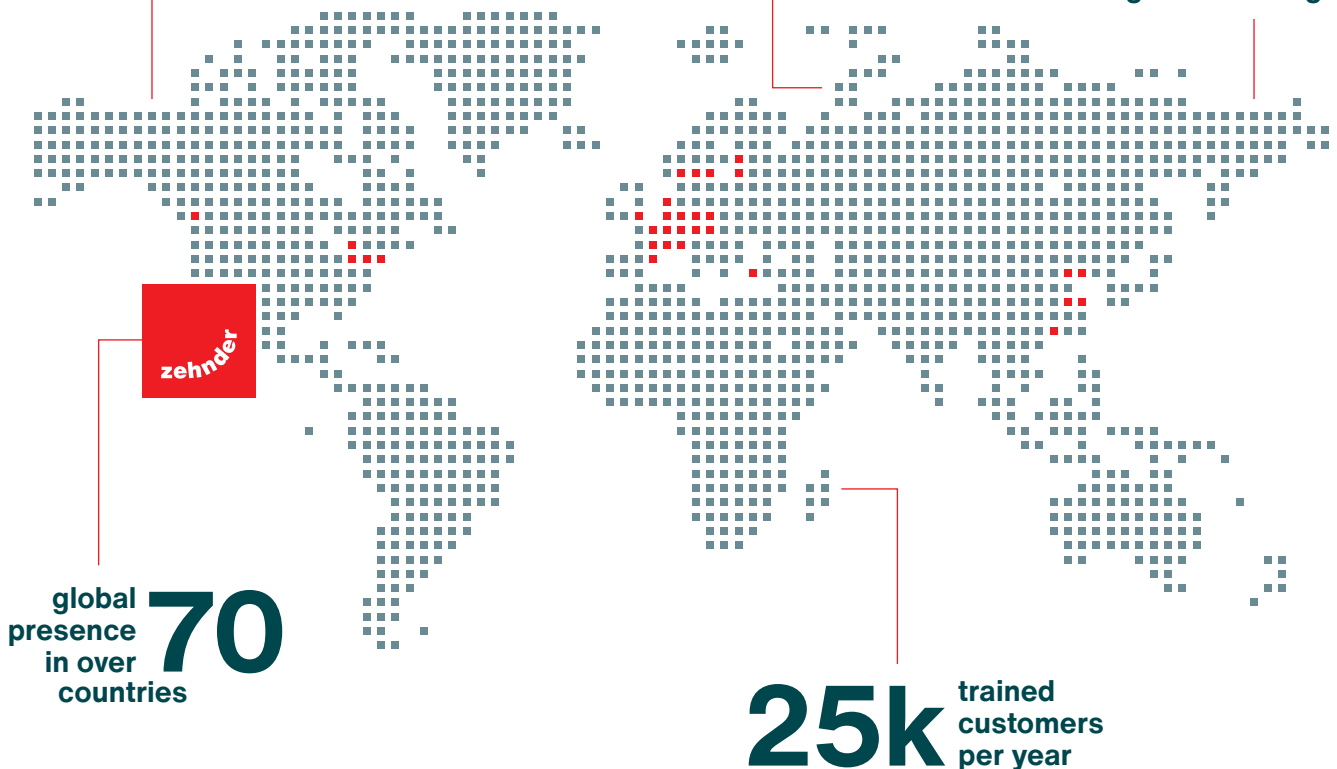 zehnder
global
presence
in over
countries
70
25k
trained
customers
per year